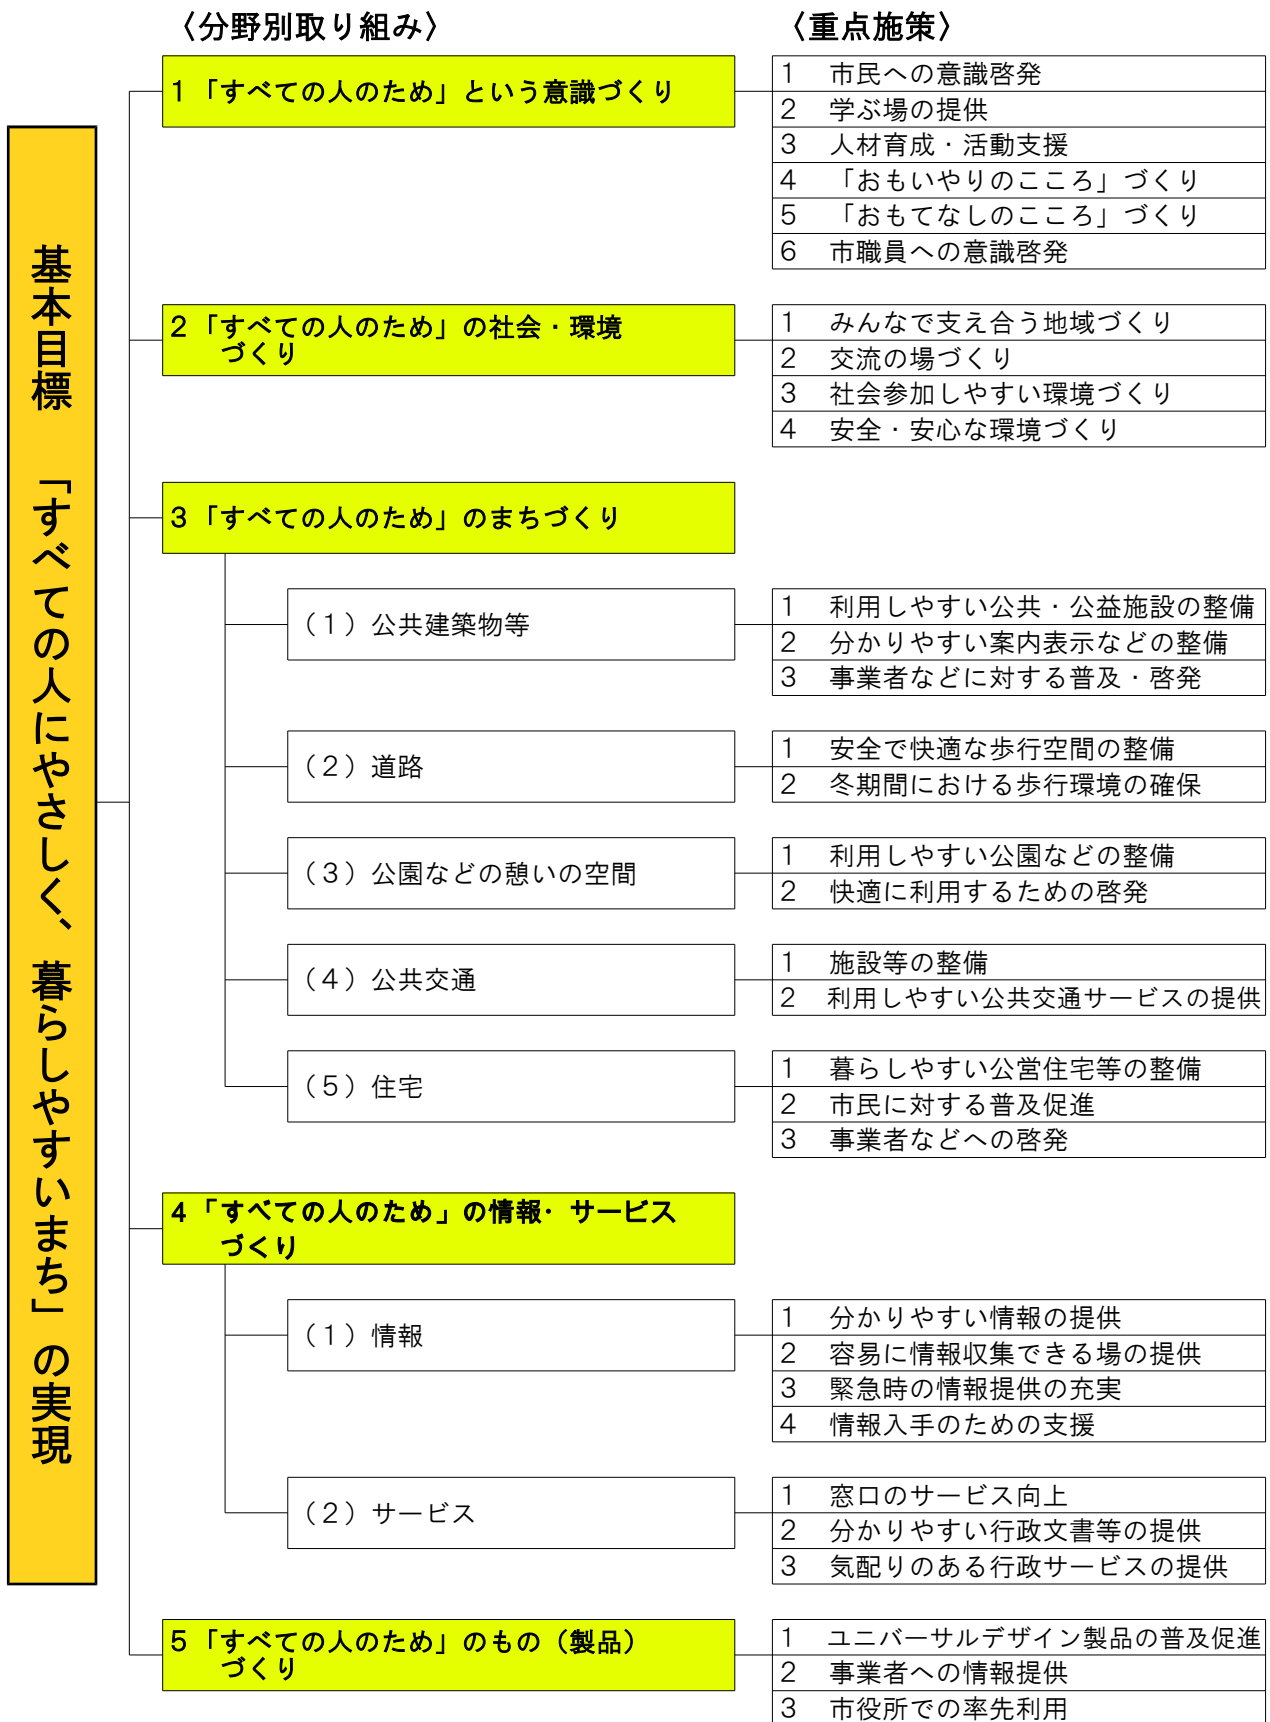 〈分野別取り組み〉
〈重点施策〉
基本目標 「すべての人にやさしく、暮らしやすいまち」の実現
1「すべての人のため」という意識づくり
1 市民への意識啓発
2 学ぶ場の提供
3 人材育成・活動支援
4 「おもいやりのこころ」づくり
5 「おもてなしのこころ」づくり
6 市職員への意識啓発
2「すべての人のため」の社会・環境
づくり
1 みんなで支え合う地域づくり
2 交流の場づくり
3 社会参加しやすい環境づくり
4 安全・安心な環境づくり
3「すべての人のため」のまちづくり
(1)公共建築物等
1 利用しやすい公共・公益施設の整備
2 分かりやすい案内表示などの整備
3 事業者などに対する普及・啓発
(2)道路
1 安全で快適な歩行空間の整備
2 冬期間における歩行環境の確保
(3)公園などの憩いの空間
1 利用しやすい公園などの整備
2 快適に利用するための啓発
(4)公共交通
1 施設等の整備
2 利用しやすい公共交通サービスの提供
(5)住宅
1 暮らしやすい公営住宅等の整備
2 市民に対する普及促進
3 事業者などへの啓発
4「すべての人のため」の情報・サービス
づくり
(1)情報
1 分かりやすい情報の提供
2 容易に情報収集できる場の提供
3 緊急時の情報提供の充実
4 情報入手のための支援
(2)サービス
1 窓口のサービス向上
2 分かりやすい行政文書等の提供
3 気配りのある行政サービスの提供
5「すべての人のため」のもの(製品)
づくり
1 ユニバーサルデザイン製品の普及促進
2 事業者への情報提供
3 市役所での率先利用